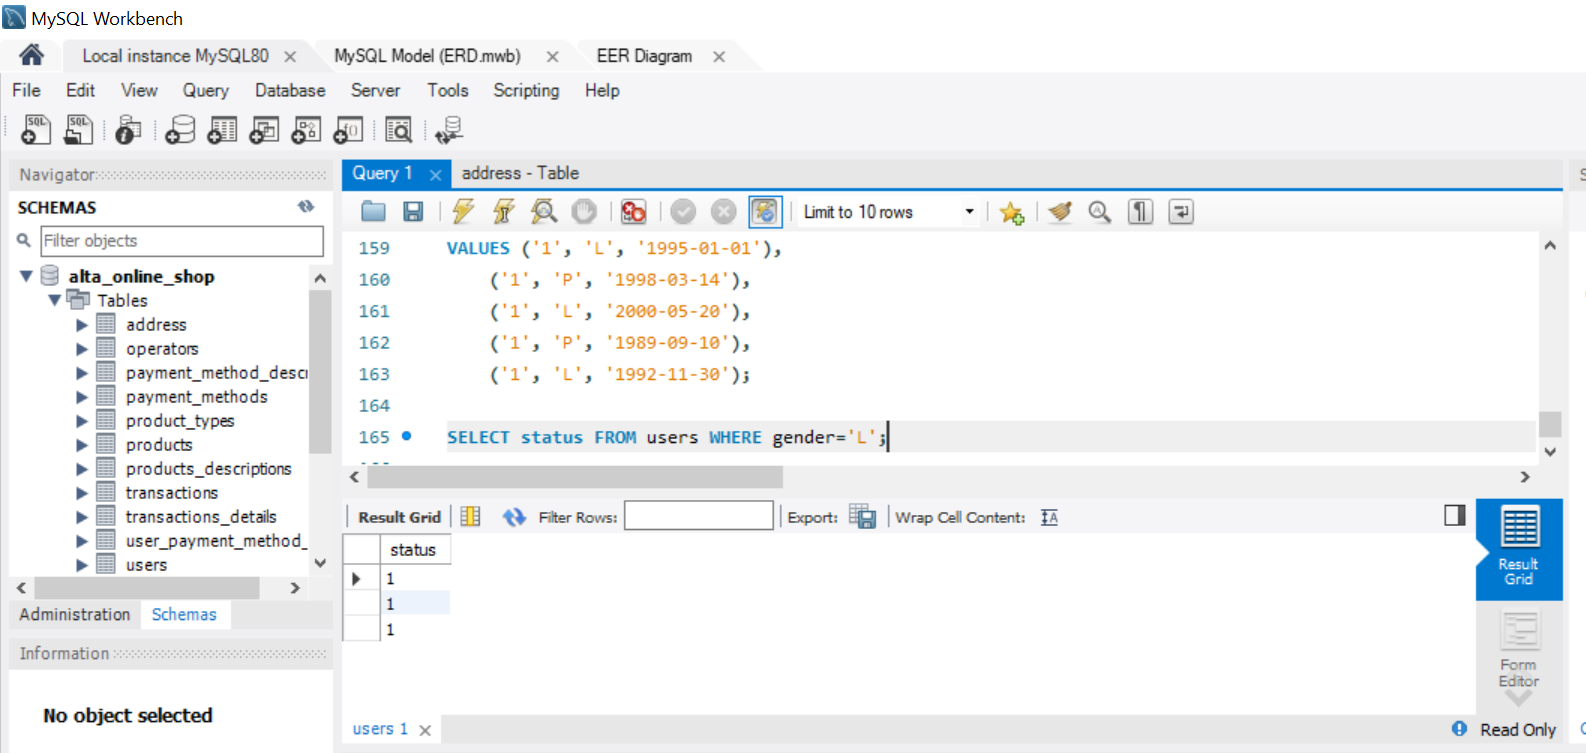 MySQL Workbench
Local instance MySQL80
MySQL Model (ERD.mwb)
EER Diagram
File Edit View Query Database Server Tools Scripting Help
Navigator
SCHEMAS
Filter objects
alta_online_shop
Tables
address
operators
payment_method_descr
payment_methods
product_types
products
products_descriptions
transactions
transactions_details
user_payment_method_
users
Administration Schemas
Information
No object selected
Query 1
address - Table
Limit to 10 rows
159 VALUES ('1', 'L', '1995-01-01'),
160 ('1', 'P', '1998-03-14'),
161 ('1', 'L', '2000-05-20'),
162 ('1', 'P', '1989-09-10'),
163 ('1', 'L', '1992-11-30');
164
165 SELECT status FROM users WHERE gender='L';
Result Grid Filter Rows: Export: Wrap Cell Content:
status
1
1
1
Result
Grid
Form
Editor
users 1
Read Only